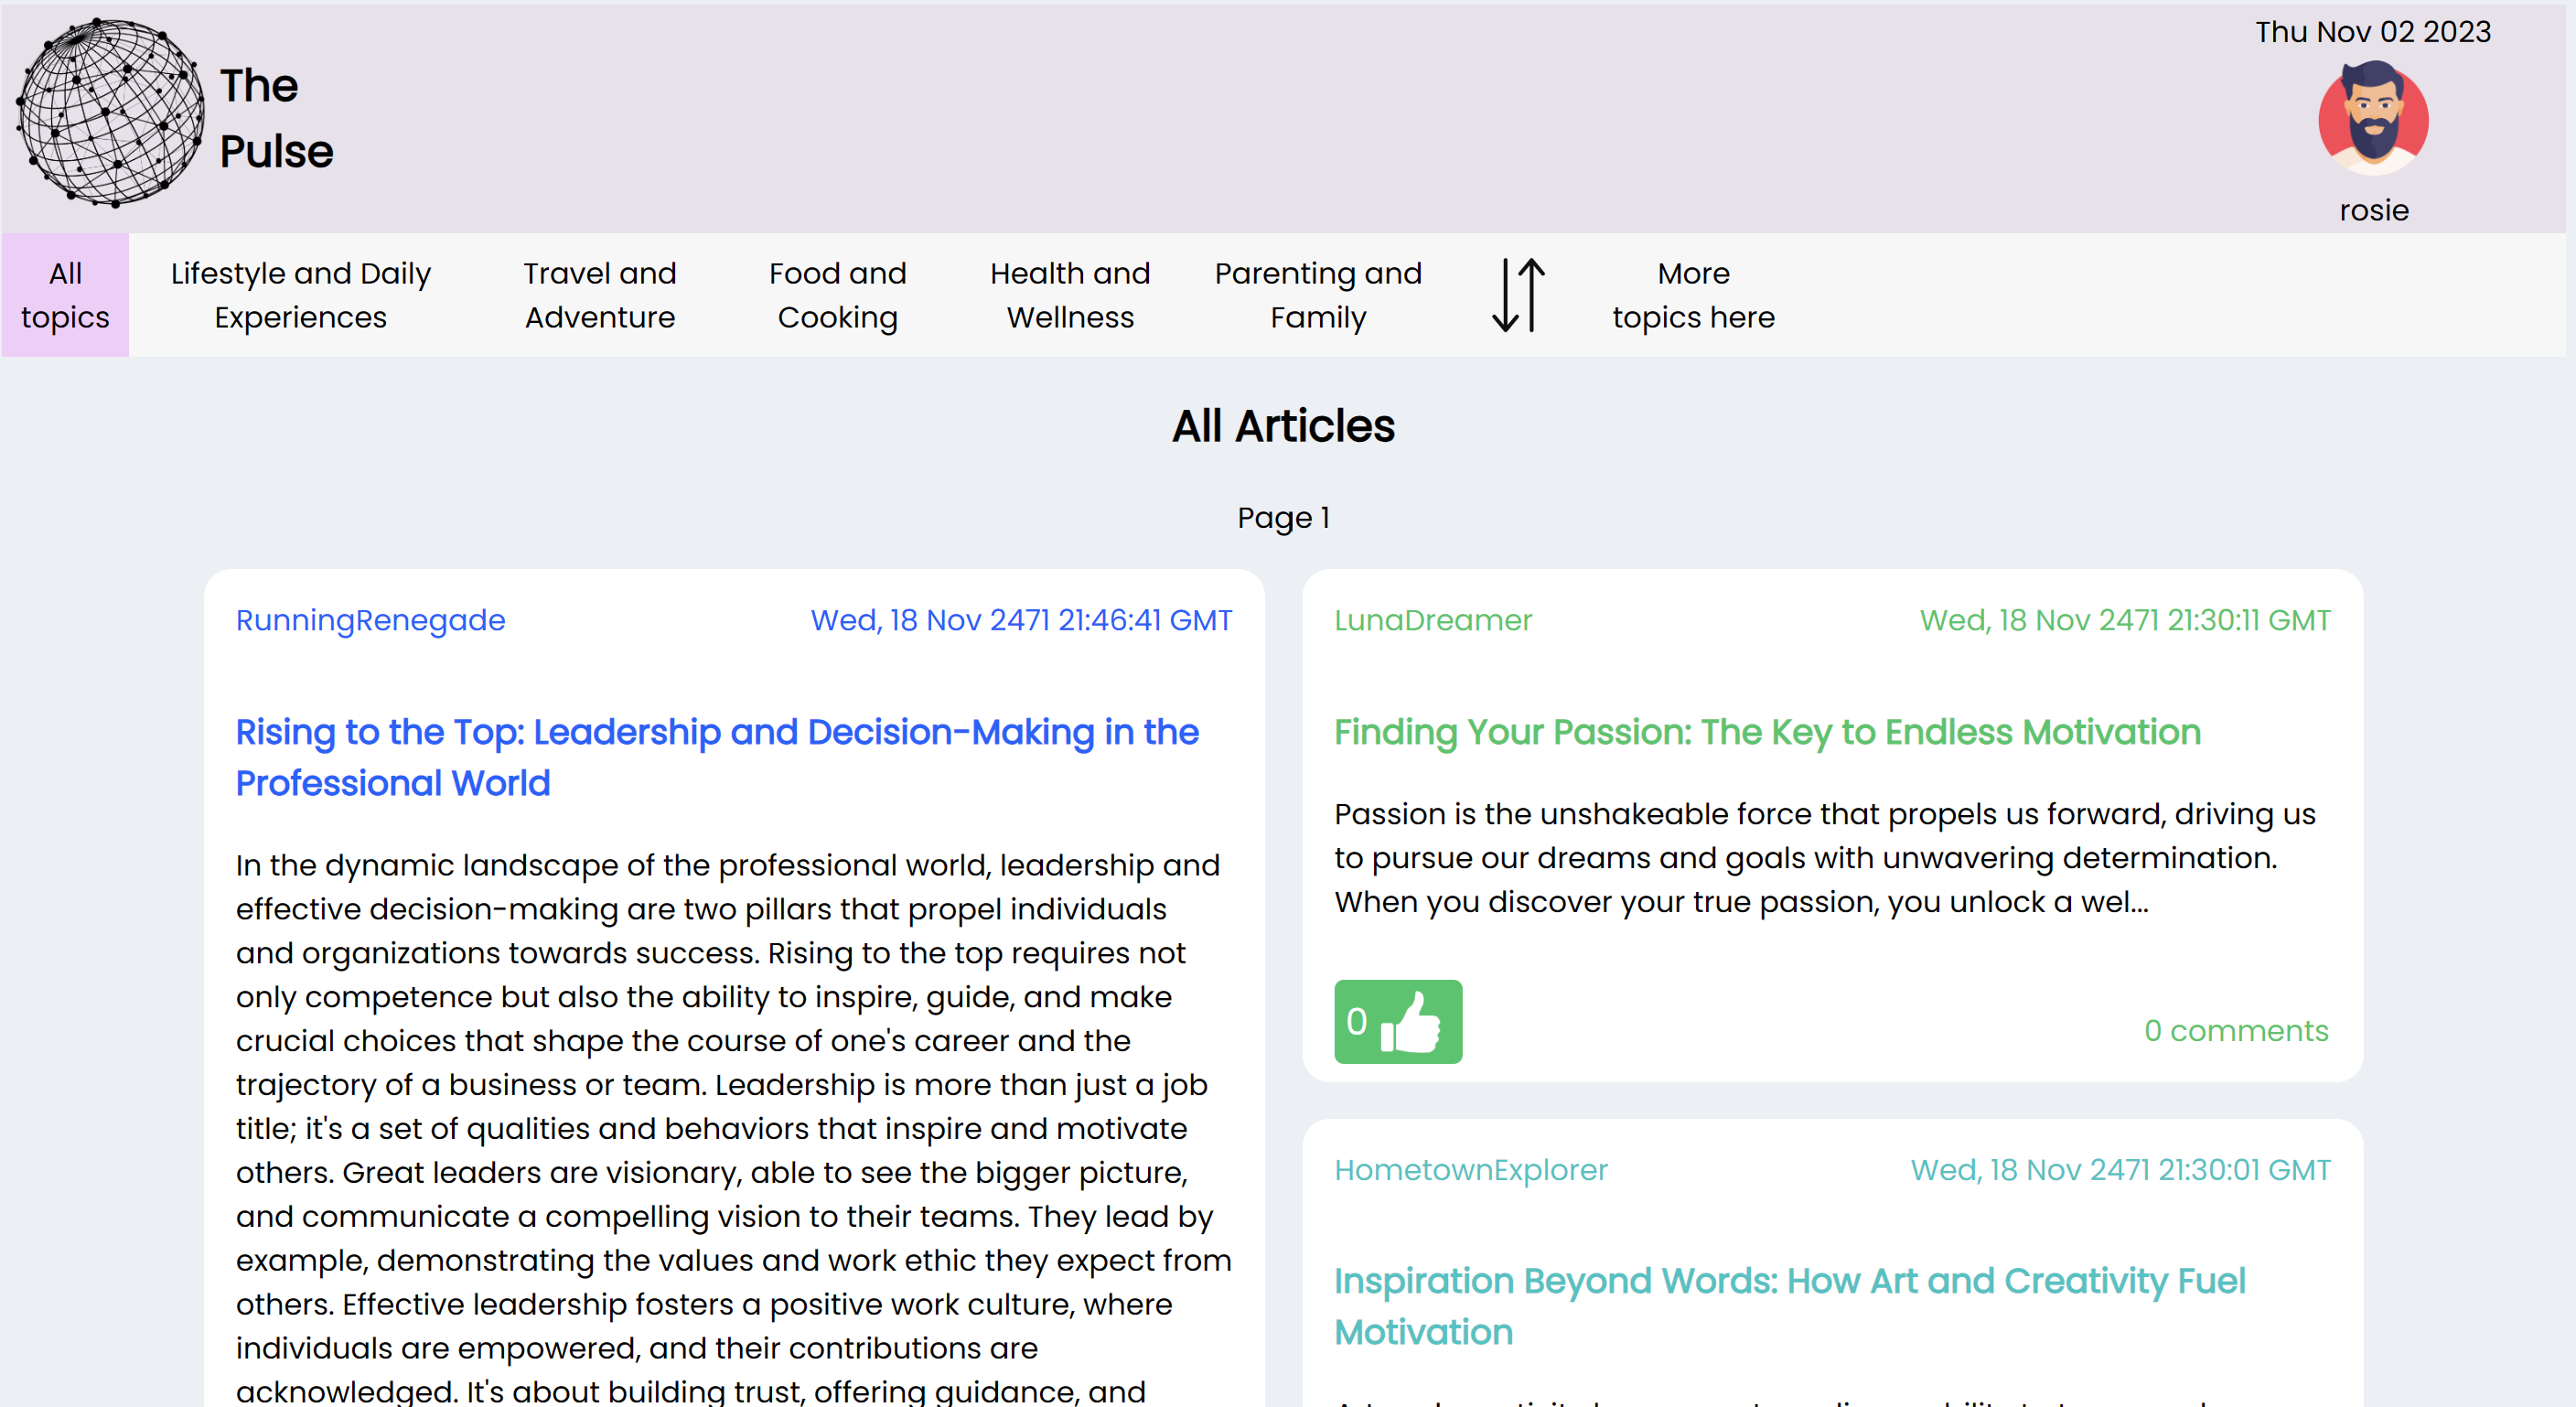 The
Pulse
Thu Nov 02 2023
rosie
All
topics
Lifestyle and Daily
Experiences
Travel and
Adventure
Food and
Cooking
Health and
Wellness
Parenting and
Family
More
topics here
All Articles
Page 1
RunningRenegade
Wed, 18 Nov 2471 21:46:41 GMT
Rising to the Top: Leadership and Decision-Making in the
Professional World
In the dynamic landscape of the professional world, leadership and
effective decision-making are two pillars that propel individuals
and organizations towards success. Rising to the top requires not
only competence but also the ability to inspire, guide, and make
crucial choices that shape the course of one's career and the
trajectory of a business or team. Leadership is more than just a job
title; it's a set of qualities and behaviors that inspire and motivate
others. Great leaders are visionary, able to see the bigger picture,
and communicate a compelling vision to their teams. They lead by
example, demonstrating the values and work ethic they expect from
others. Effective leadership fosters a positive work culture, where
individuals are empowered, and their contributions are
acknowledged. It's about building trust, offering guidance, and
LunaDreamer
Wed, 18 Nov 2471 21:30:11 GMT
Finding Your Passion: The Key to Endless Motivation
Passion is the unshakeable force that propels us forward, driving us
to pursue our dreams and goals with unwavering determination.
When you discover your true passion, you unlock a wel...
0
0 comments
HometownExplorer
Wed, 18 Nov 2471 21:30:01 GMT
Inspiration Beyond Words: How Art and Creativity Fuel
Motivation